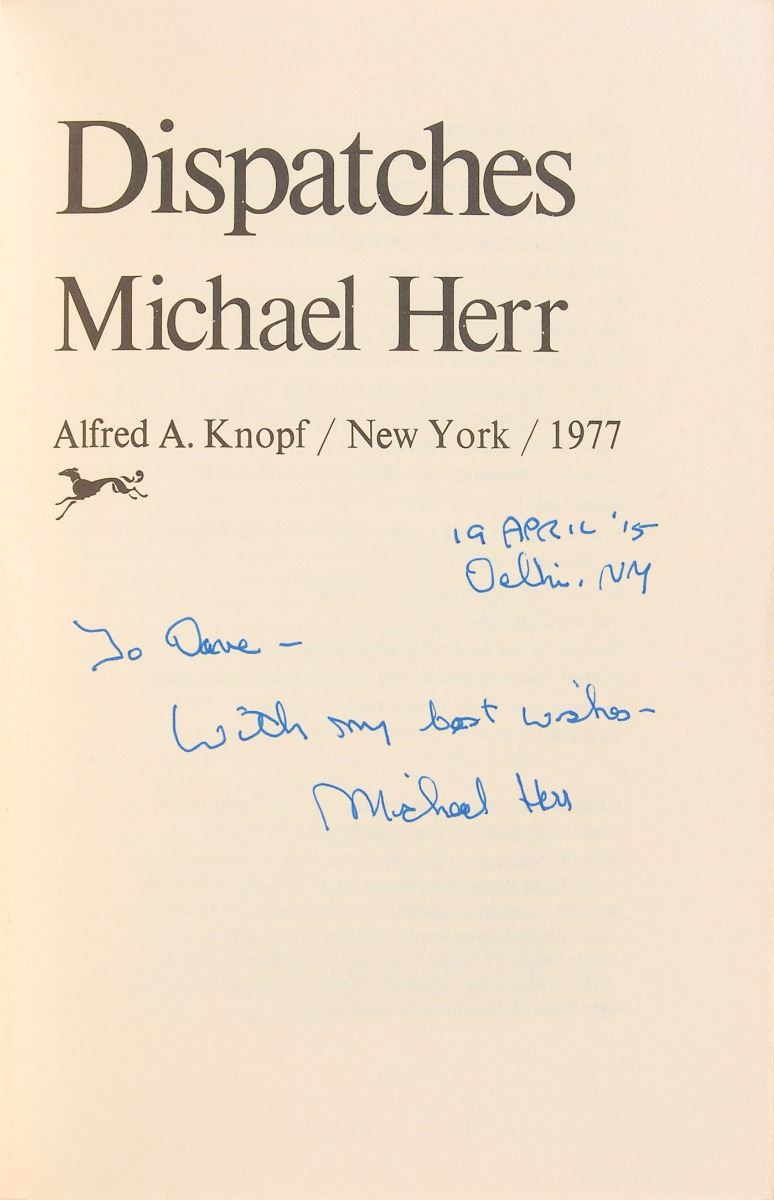 Dispatches
Michael Herr
Alfred A. Knopf / New York / 1977
19 APRIL '15
Delhi, NY
To Dave –
With my best wishes –
Michael Herr